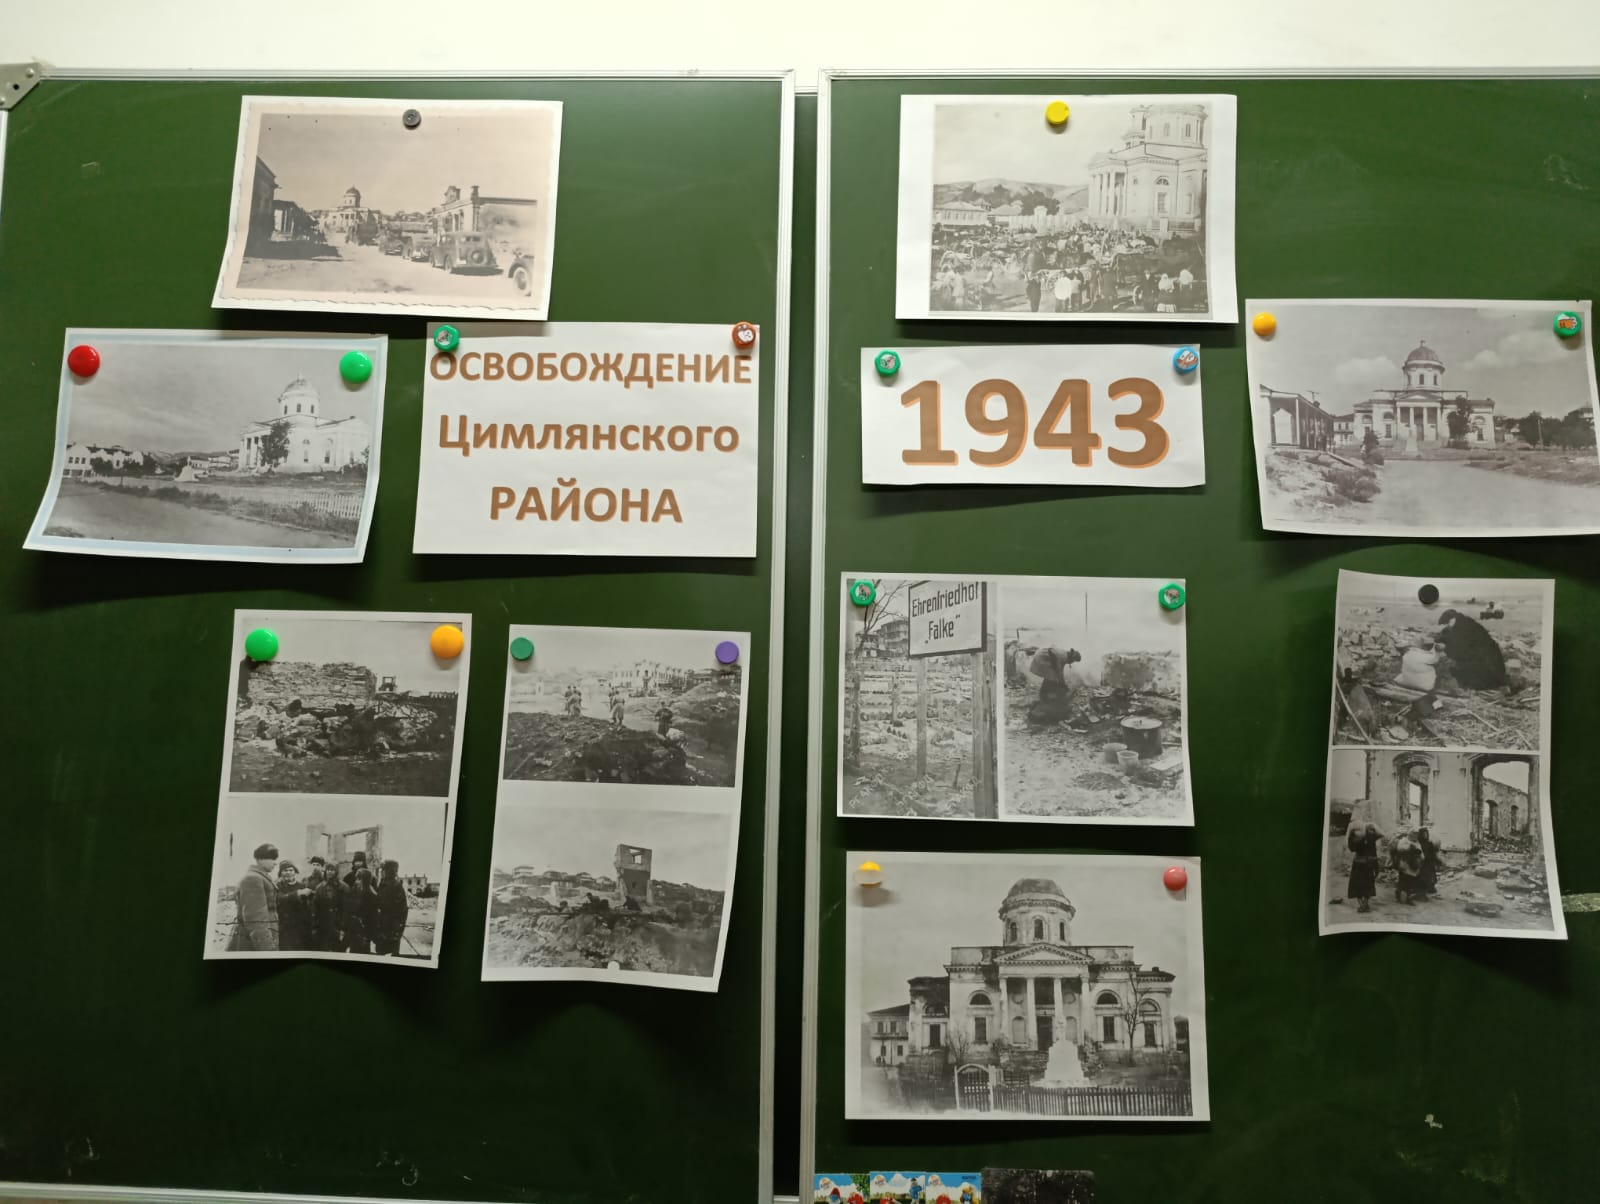 ОСВОБОЖДЕНИЕ
Цимлянского
РАЙОНА
1943
Ehrenfriedhof
"Falke"